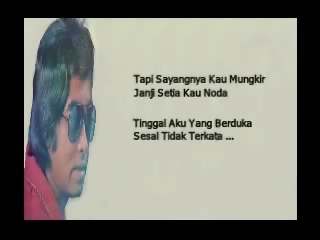 Tapi Sayangnya Kau Mungkir
Janji Setia Kau Noda
Tinggal Aku Yang Berduka
Sesal Tidak Terkata ...